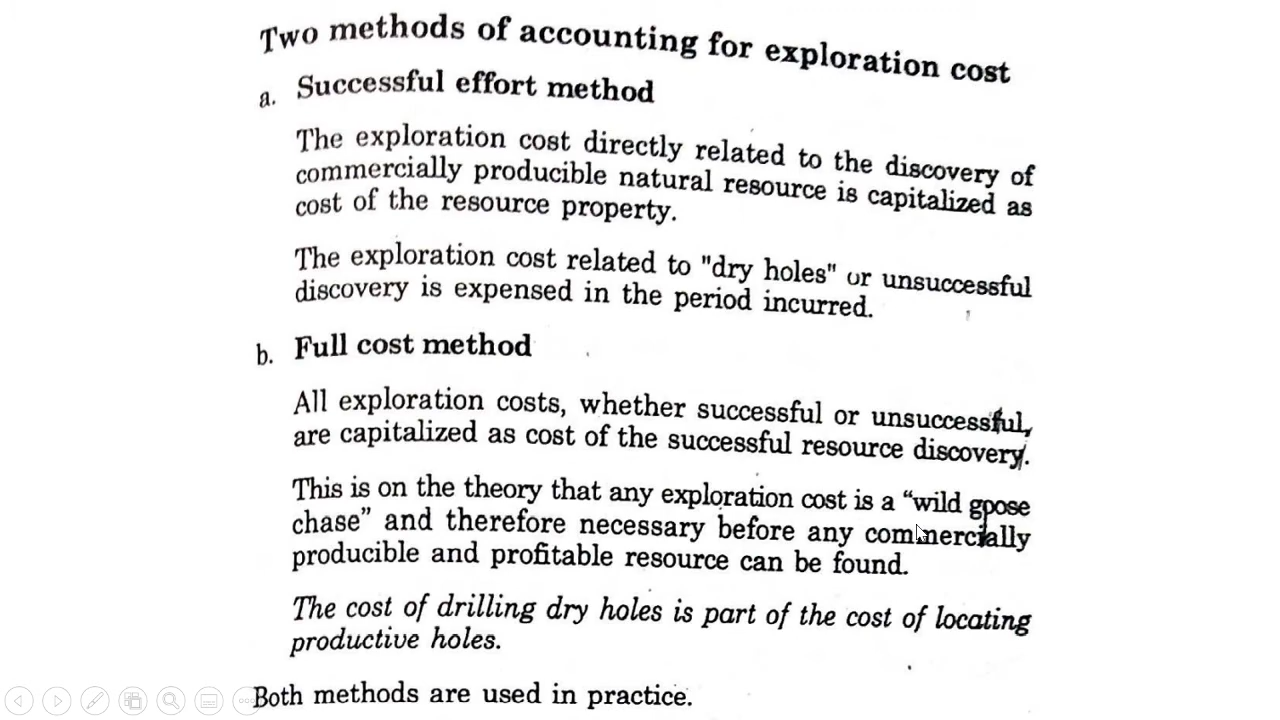 Two methods of accounting for exploration cost
a. Successful effort method
The exploration cost directly related to the discovery of
commercially producible natural resource is capitalized as
cost of the resource property.
The exploration cost related to "dry holes" or unsuccessful
discovery is expensed in the period incurred.
b. Full cost method
All exploration costs, whether successful or unsuccessful,
are capitalized as cost of the successful resource discovery.
This is on the theory that any exploration cost is a “wild goose
chase” and therefore necessary before any commercially
producible and profitable resource can be found.
The cost of drilling dry holes is part of the cost of locating
productive holes.
Both methods are used in practice.